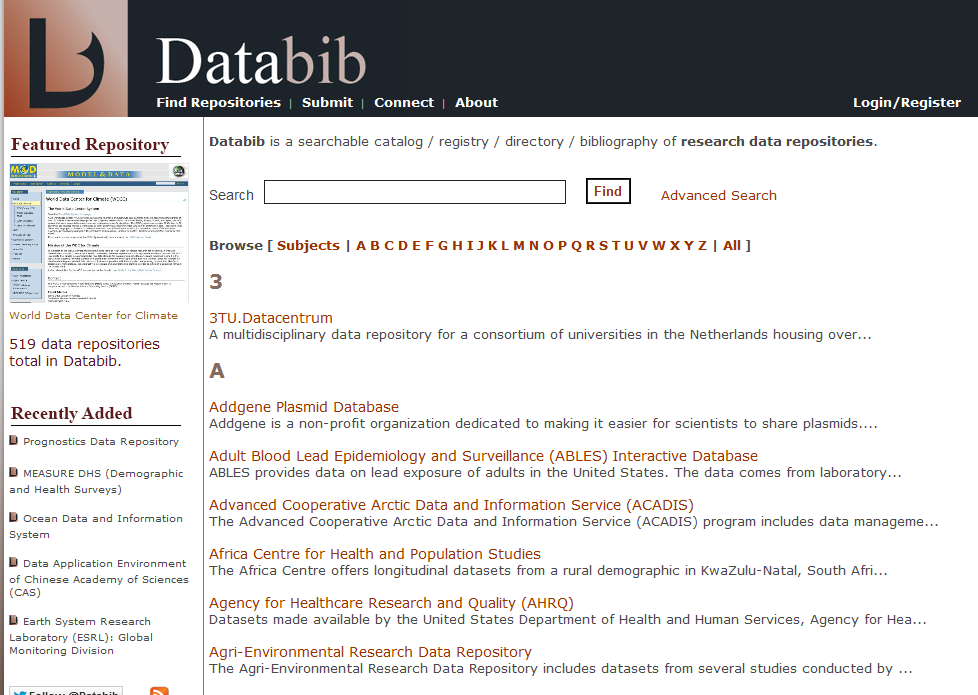 Databib
Find Repositories | Submit | Connect | About
Login/Register
Featured Repository
MODEL & DATA
World Data Center for Climate (WDCC)
World Data Center for Climate
519 data repositories
total in Databib.
Recently Added
Prognostics Data Repository
MEASURE DHS (Demographic
and Health Surveys)
Ocean Data and Information
System
Data Application Environment
of Chinese Academy of Sciences
(CAS)
Earth System Research
Laboratory (ESRL): Global
Monitoring Division
Follow @Databib
Databib is a searchable catalog / registry / directory / bibliography of research data repositories.
Search
Find
Advanced Search
Browse [ Subjects | A B C D E F G H I J K L M N O P Q R S T U V W X Y Z | All ]
3
3TU.Datacentrum
A multidisciplinary data repository for a consortium of universities in the Netherlands housing over...
A
Addgene Plasmid Database
Addgene is a non-profit organization dedicated to making it easier for scientists to share plasmids....
Adult Blood Lead Epidemiology and Surveillance (ABLES) Interactive Database
ABLES provides data on lead exposure of adults in the United States. The data comes from laboratory...
Advanced Cooperative Arctic Data and Information Service (ACADIS)
The Advanced Cooperative Arctic Data and Information Service (ACADIS) program includes data manageme...
Africa Centre for Health and Population Studies
The Africa Centre offers longitudinal datasets from a rural demographic in KwaZulu-Natal, South Afri...
Agency for Healthcare Research and Quality (AHRQ)
Datasets made available by the United States Department of Health and Human Services, Agency for Hea...
Agri-Environmental Research Data Repository
The Agri-Environmental Research Data Repository includes datasets from several studies conducted by ...